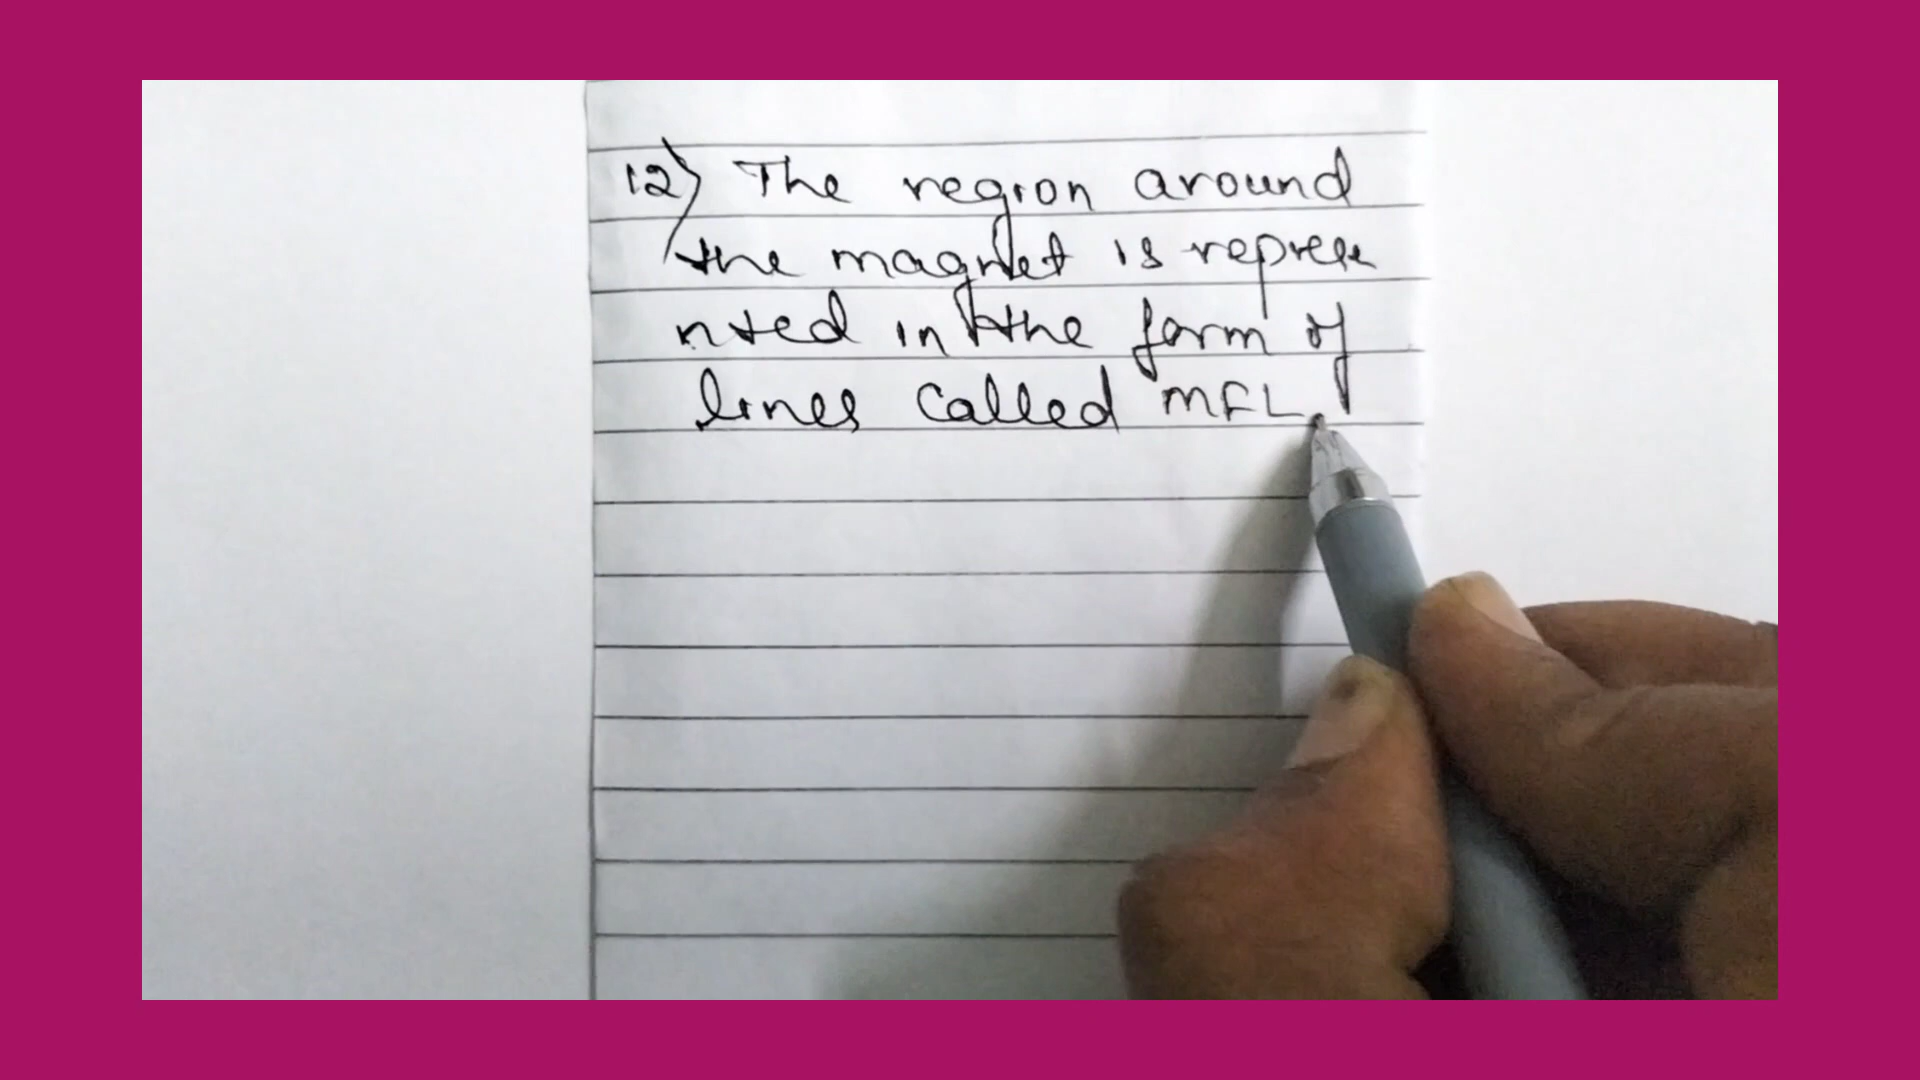 12) The region around
the magnet is represe
nted in the form of
lines called MFL.